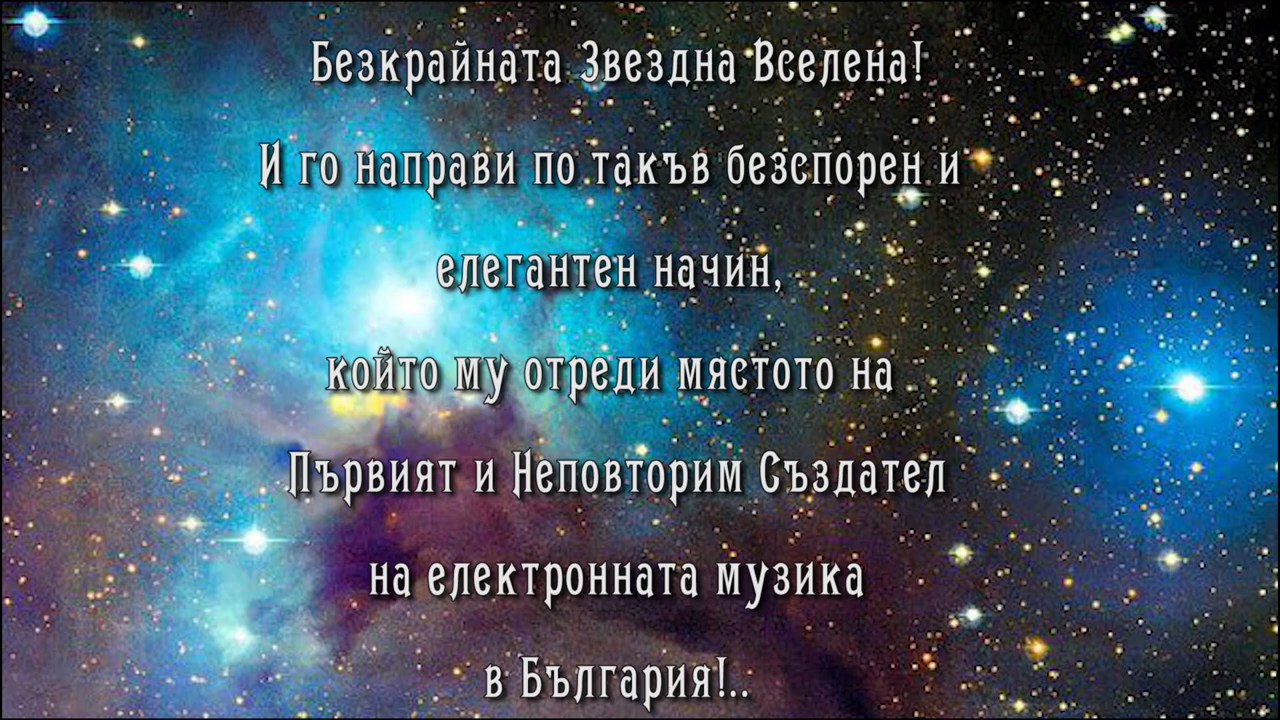 Безкрайната Звездна Вселена!
И го направи по такъв безспорен и
елегантен начин,
който му отреди мястото на
Първият и Неповторим Създател
на електронната музика
в България!..